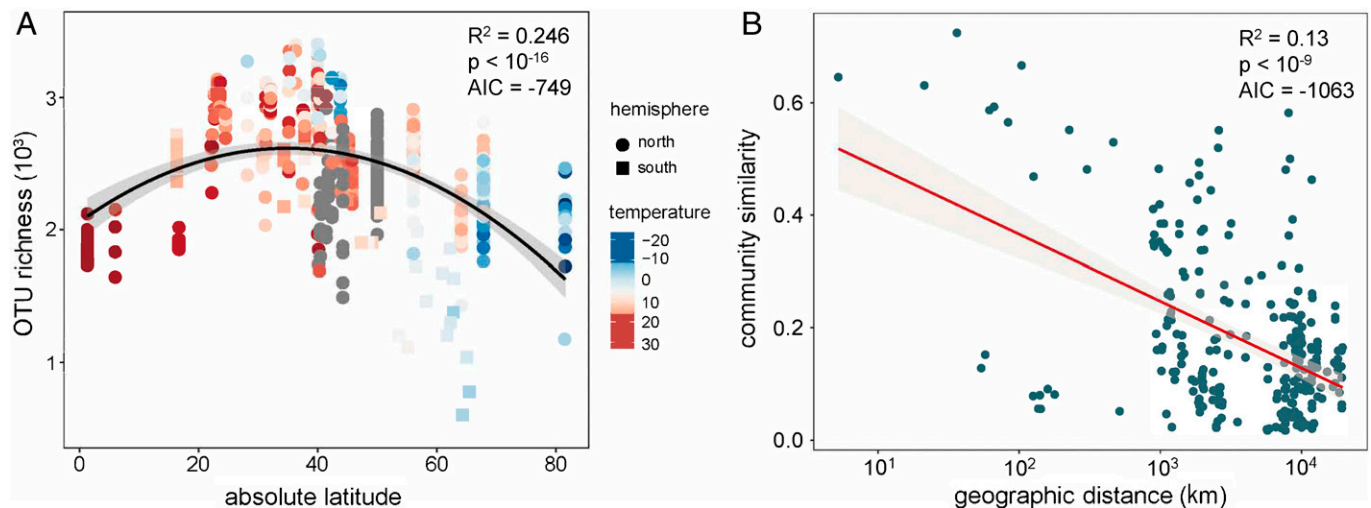 A
R² = 0.246
p < 10⁻¹⁶
AIC = -749
OTU richness (10³)
3
2
1
0
20
40
60
80
absolute latitude
hemisphere
north
south
temperature
−20
−10
0
10
20
30
B
R² = 0.13
p < 10⁻⁹
AIC = -1063
community similarity
0.6
0.4
0.2
0.0
10¹
10²
10³
10⁴
geographic distance (km)